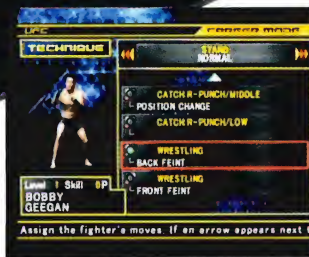 UFC
CAREER MODE
TECHNIQUE
STAND
NORMAL
CATCH R-PUNCH/MIDDLE
POSITION CHANGE
CATCH R-PUNCH/LOW
WRESTLING
BACK FEINT
WRESTLING
FRONT FEINT
Level 1 Skill 0P
BOBBY
GEEGAN
Assign the fighter's moves. If an arrow appears next